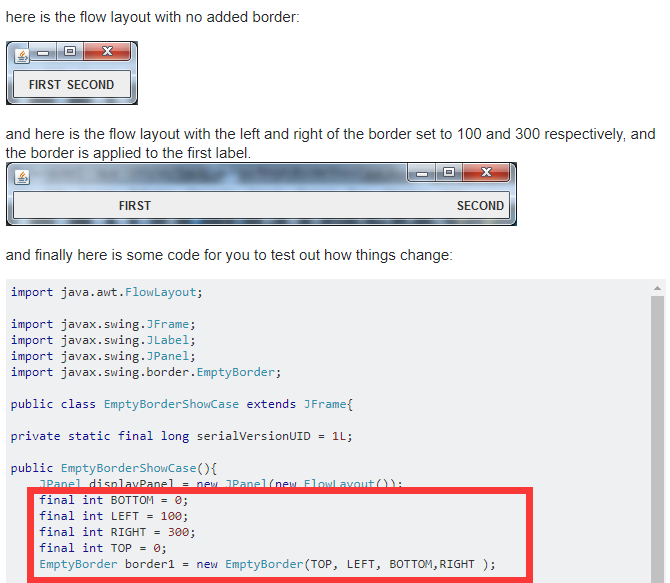 here is the flow layout with no added border:
FIRST SECOND
and here is the flow layout with the left and right of the border set to 100 and 300 respectively, and
the border is applied to the first label.
FIRST SECOND
and finally here is some code for you to test out how things change:
import java.awt.FlowLayout;
import javax.swing.JFrame;
import javax.swing.JLabel;
import javax.swing.JPanel;
import javax.swing.border.EmptyBorder;
public class EmptyBorderShowCase extends JFrame{
private static final long serialVersionUID = 1L;
public EmptyBorderShowCase(){
JPanel displayPanel = new JPanel(new FlowLayout());
final int BOTTOM = 0;
final int LEFT = 100;
final int RIGHT = 300;
final int TOP = 0;
EmptyBorder border1 = new EmptyBorder(TOP, LEFT, BOTTOM,RIGHT );